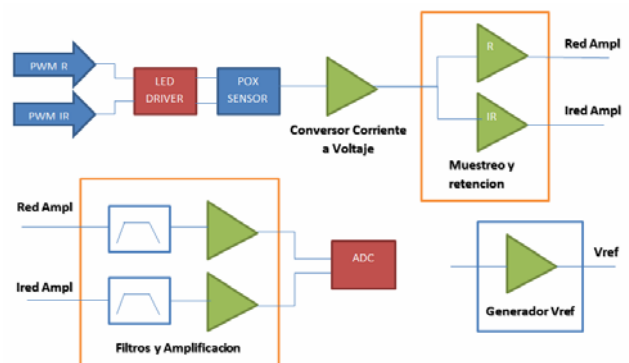 PWM R
PWM IR
LED
DRIVER
POX
SENSOR
Conversor Corriente
a Voltaje
R
IR
Red Ampl
Ired Ampl
Muestreo y
retencion
Red Ampl
Ired Ampl
Filtros y Amplificacion
ADC
Vref
Generador Vref